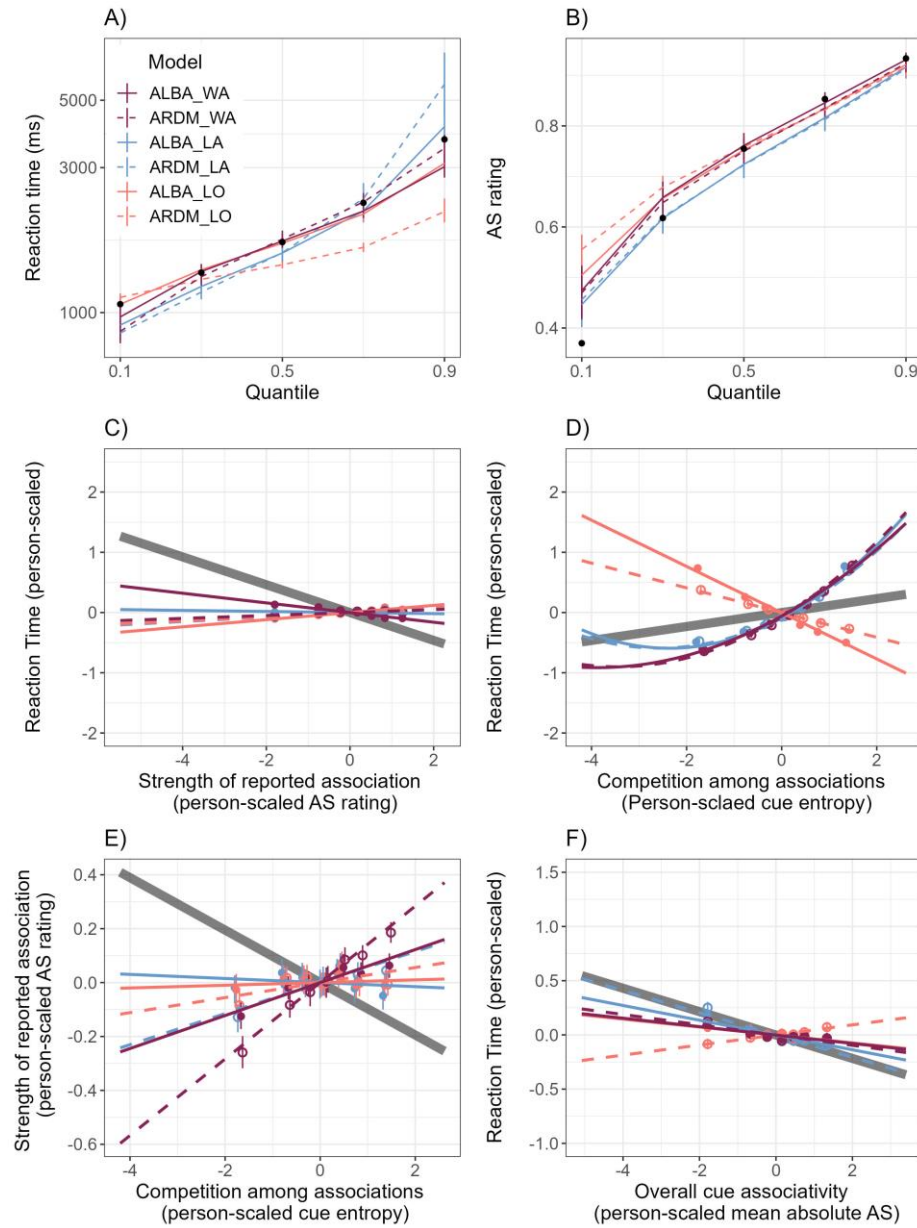 A)
Model
ALBA_WA
ARDM_WA
ALBA_LA
ARDM_LA
ALBA_LO
ARDM_LO
5000
3000
1000
Reaction time (ms)
0.1
0.5
0.9
Quantile
B)
0.8
0.6
0.4
AS rating
0.1
0.5
0.9
Quantile
C)
2
1
0
-1
-2
Reaction Time (person-scaled)
-4
-2
0
2
Strength of reported association
(person-scaled AS rating)
D)
2
1
0
-1
-2
Reaction Time (person-scaled)
-4
-2
0
2
Competition among associations
(Person-sclaed cue entropy)
E)
0.4
0.2
0.0
-0.2
-0.4
-0.6
Strength of reported association
(person-scaled AS rating)
-4
-2
0
2
Competition among associations
(person-scaled cue entropy)
F)
1.5
1.0
0.5
0.0
-0.5
-1.0
Reaction Time (person-scaled)
-4
-2
0
2
Overall cue associativity
(person-scaled mean absolute AS)